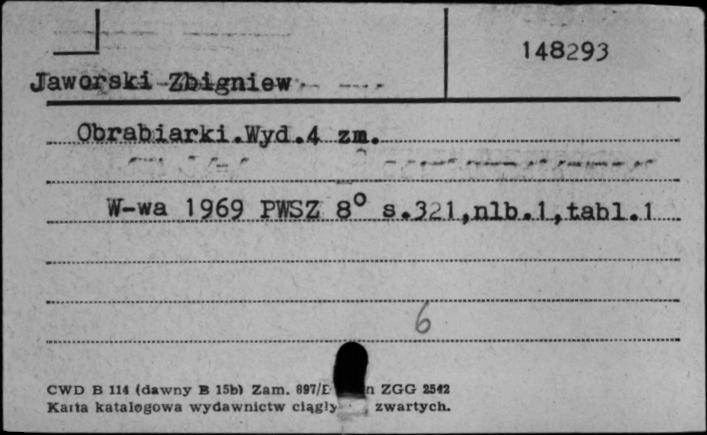 148293
Jaworski Zbigniew
Obrabiarki.Wyd.4 zm.
W-wa 1969 PWSZ 8° s.321,nlb.1,tabl.1
6
CWD B 114 (dawny B 15b) Zam. 897/ ZGG 2542
Karta katalogowa wydawnictw zwartych.